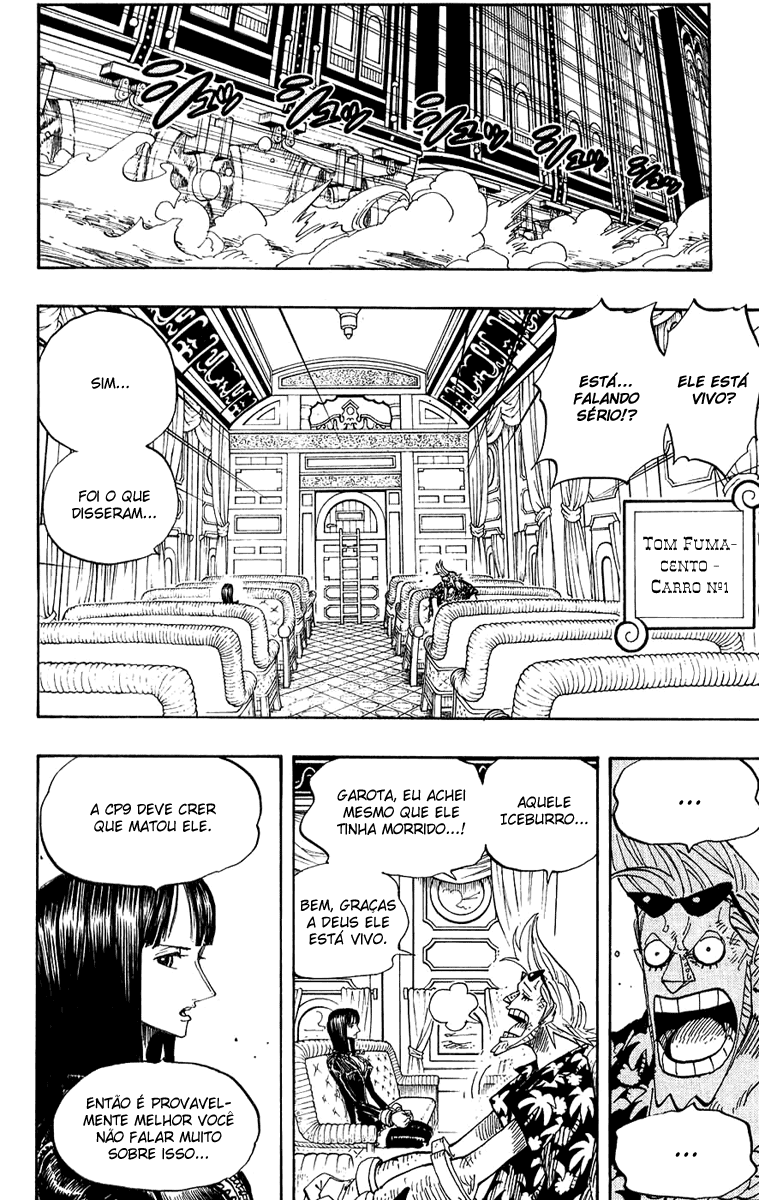 ELE ESTÁ
VIVO?
ESTÁ...
FALANDO
SÉRIO!?
TOM FUMA-
CENTO -
CARRO Nº1
SIM...
FOI O QUE
DISSERAM...
...
...
AQUELE
ICEBURRO...
GAROTA, EU ACHEI
MESMO QUE ELE
TINHA MORRIDO...!
BEM, GRAÇAS
A DEUS ELE
ESTÁ VIVO.
A CP9 DEVE CRER
QUE MATOU ELE.
ENTÃO É PROVAVEL-
MENTE MELHOR VOCÊ
NÃO FALAR MUITO
SOBRE ISSO...